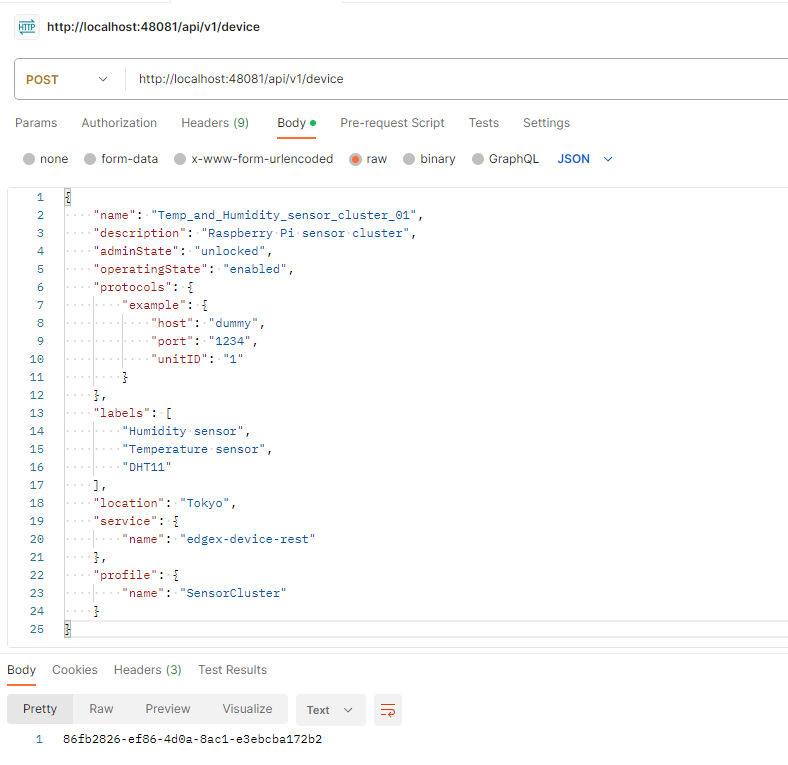 HTTP http://localhost:48081/api/v1/device
POST http://localhost:48081/api/v1/device
Params Authorization Headers (9) Body Pre-request Script Tests Settings
none form-data x-www-form-urlencoded raw binary GraphQL JSON
1 {
2 "name": "Temp_and_Humidity_sensor_cluster_01",
3 "description": "Raspberry Pi sensor cluster",
4 "adminState": "unlocked",
5 "operatingState": "enabled",
6 "protocols": {
7 "example": {
8 "host": "dummy",
9 "port": "1234",
10 "unitID": "1"
11 }
12 },
13 "labels": [
14 "Humidity sensor",
15 "Temperature sensor",
16 "DHT11"
17 ],
18 "location": "Tokyo",
19 "service": {
20 "name": "edgex-device-rest"
21 },
22 "profile": {
23 "name": "SensorCluster"
24 }
25 }
Body Cookies Headers (3) Test Results
Pretty Raw Preview Visualize Text
1 86fb2826-ef86-4d0a-8ac1-e3ebcba172b2